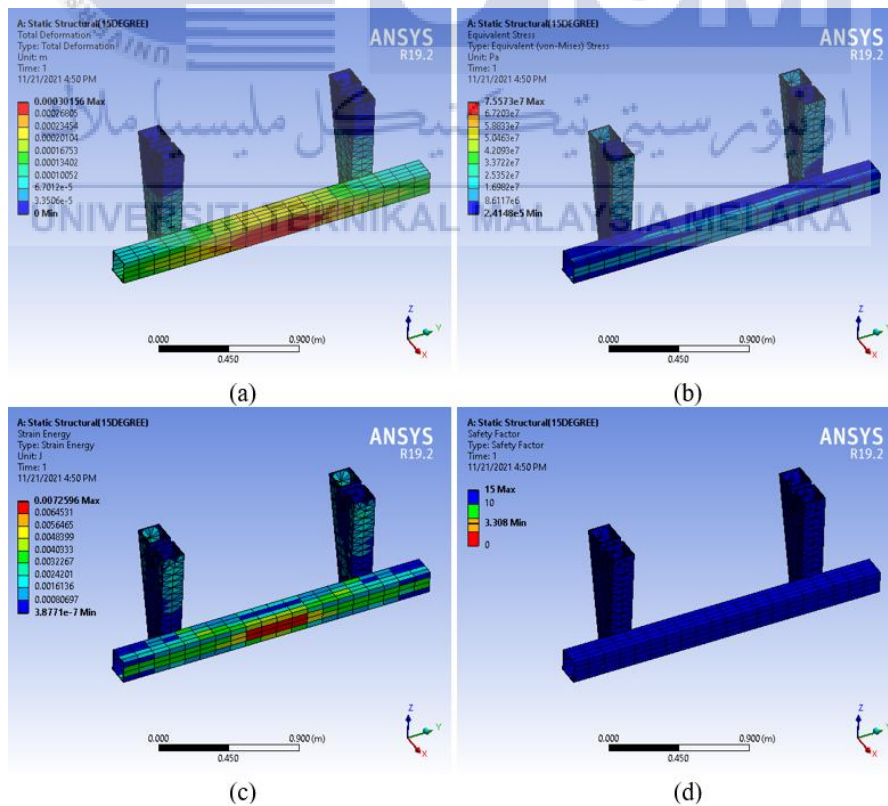 UTeM
A: Static Structural(15DEGREE)
Total Deformation
Type: Total Deformation
Unit: m
Time: 1
11/21/2021 4:50 PM
0.00030156 Max
0.00026805
0.00023454
0.00020104
0.00016753
0.00013402
0.00010052
6.7012e-5
3.3506e-5
0 Min
ANSYS
R19.2
0.000
0.900 (m)
0.450
Z
Y
X
(a)
A: Static Structural(15DEGREE)
Equivalent Stress
Type: Equivalent (von-Mises) Stress
Unit: Pa
Time: 1
11/21/2021 4:50 PM
7.5573e7 Max
6.7203e7
5.8833e7
5.0463e7
4.2093e7
3.3722e7
2.5352e7
1.6982e7
8.6117e6
2.4148e5 Min
ANSYS
R19.2
0.000
0.900 (m)
0.450
Z
Y
X
(b)
اونيۏرسيتي تيكنيكل مليسيا ملاك
UNIVERSITI TEKNIKAL MALAYSIA MELAKA
A: Static Structural(15DEGREE)
Strain Energy
Type: Strain Energy
Unit: J
Time: 1
11/21/2021 4:50 PM
0.0072596 Max
0.0064531
0.0056465
0.0048399
0.0040333
0.0032267
0.0024201
0.0016136
0.00080697
3.8771e-7 Min
ANSYS
R19.2
0.000
0.900 (m)
0.450
Z
Y
X
(c)
A: Static Structural(15DEGREE)
Safety Factor
Type: Safety Factor
Time: 1
11/21/2021 4:50 PM
15 Max
10
3.308 Min
0
ANSYS
R19.2
0.000
0.900 (m)
0.450
Z
Y
X
(d)